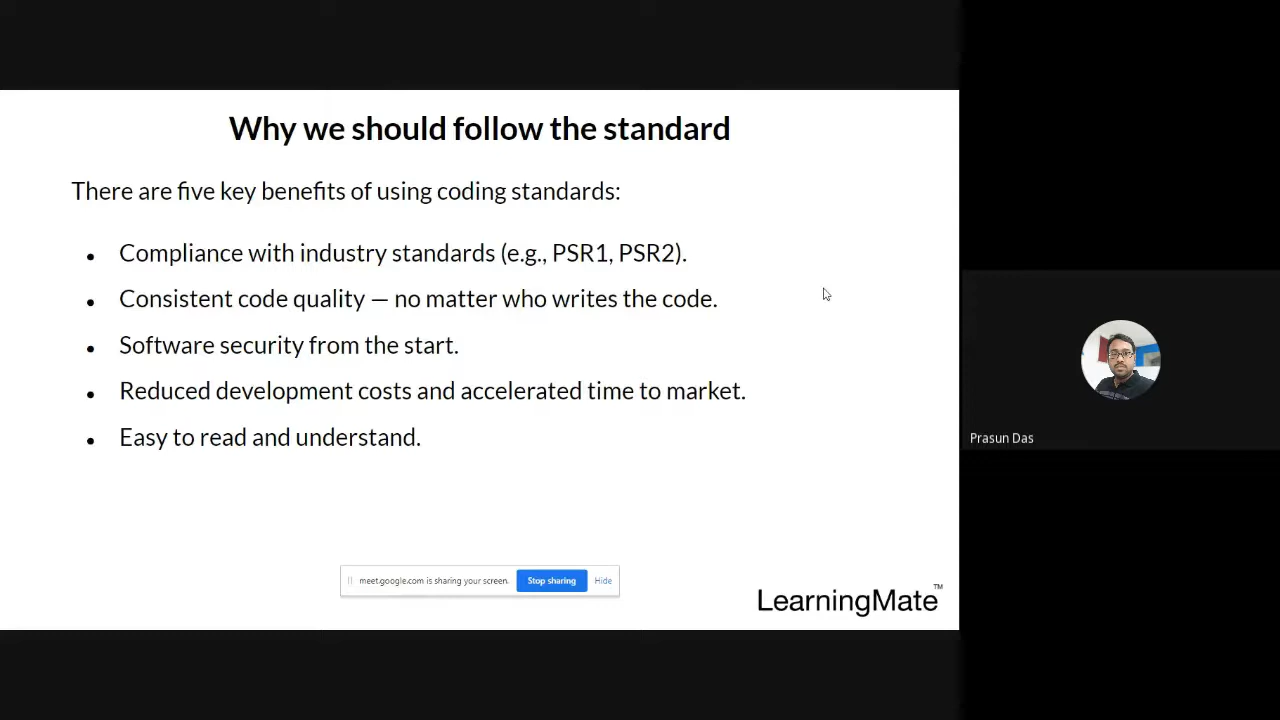 Why we should follow the standard
There are five key benefits of using coding standards:
• Compliance with industry standards (e.g., PSR1, PSR2).
• Consistent code quality — no matter who writes the code.
• Software security from the start.
• Reduced development costs and accelerated time to market.
• Easy to read and understand.
meet.google.com is sharing your screen. Stop sharing Hide
LearningMate™
Prasun Das